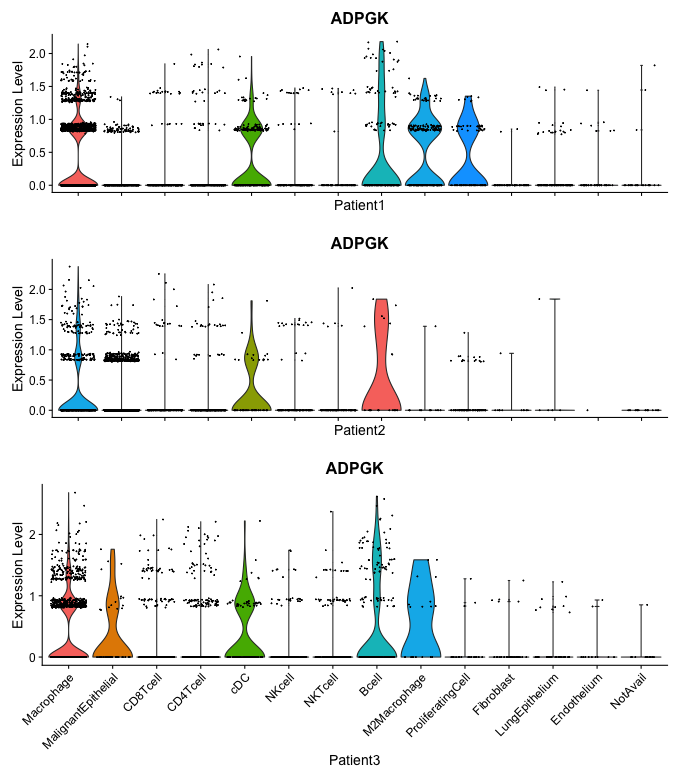 ADPGK
Expression Level
2.0
1.5
1.0
0.5
0.0
Patient1
ADPGK
Expression Level
2.0
1.5
1.0
0.5
0.0
Patient2
ADPGK
Expression Level
2
1
0
Macrophage
MalignantEpithelial
CD8Tcell
CD4Tcell
cDC
NKcell
NKTcell
Bcell
M2Macrophage
ProliferatingCell
Fibroblast
LungEpithelium
Endothelium
NotAvail
Patient3